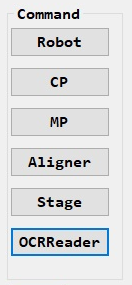 Command
Robot
CP
MP
Aligner
Stage
OCRReader